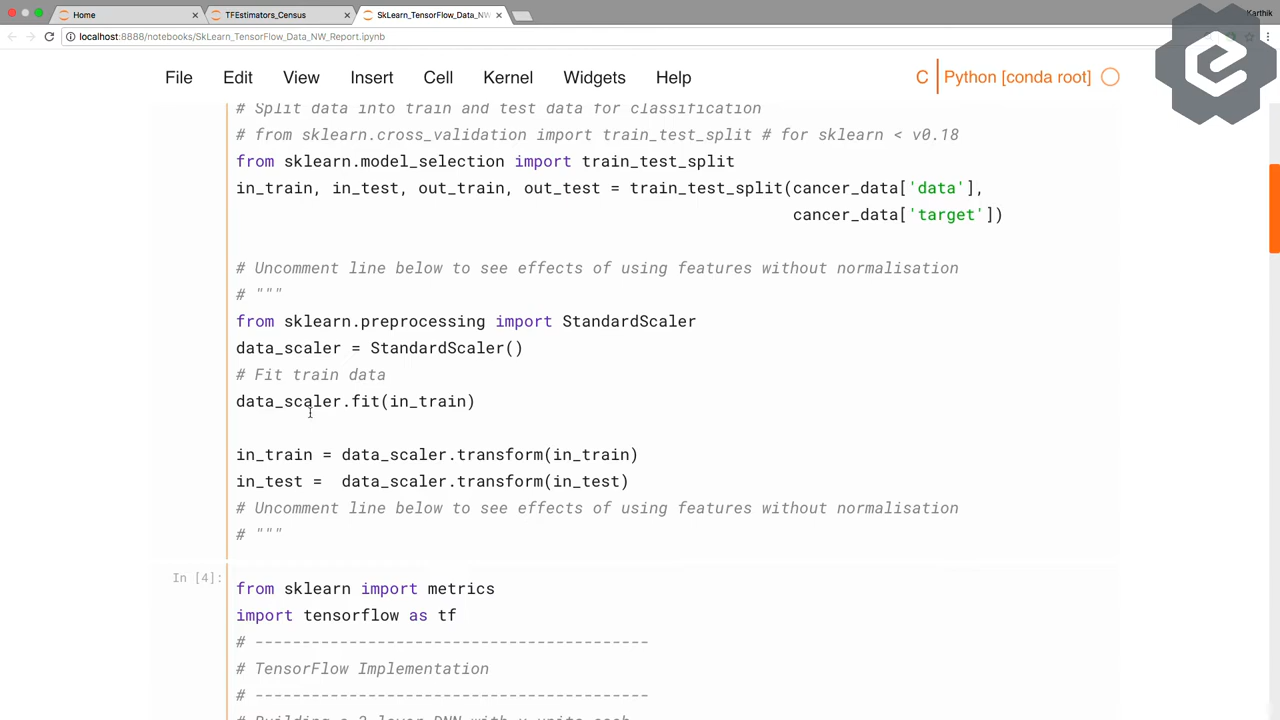 Home
TFEstimators_Census
SkLearn_TensorFlow_Data_NW
Karthik
localhost:8888/notebooks/SkLearn_TensorFlow_Data_NW_Report.ipynb
File Edit View Insert Cell Kernel Widgets Help
Python [conda root]
# Split data into train and test data for classification
# from sklearn.cross_validation import train_test_split # for sklearn < v0.18
from sklearn.model_selection import train_test_split
in_train, in_test, out_train, out_test = train_test_split(cancer_data['data'],
cancer_data['target'])
# Uncomment line below to see effects of using features without normalisation
# """
from sklearn.preprocessing import StandardScaler
data_scaler = StandardScaler()
# Fit train data
data_scaler.fit(in_train)
in_train = data_scaler.transform(in_train)
in_test =  data_scaler.transform(in_test)
# Uncomment line below to see effects of using features without normalisation
# """
In [4]:
from sklearn import metrics
import tensorflow as tf
# -----------------------------------------
# TensorFlow Implementation
# -----------------------------------------